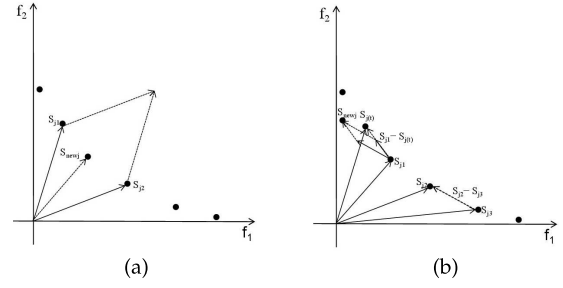 f2
Sj1
Snewj
Sj2
f1
(a)
f2
Snewj Sj(t)
Sj1 − Sj(t)
Sj1
Sj2
Sj2 − Sj3
Sj3
f1
(b)